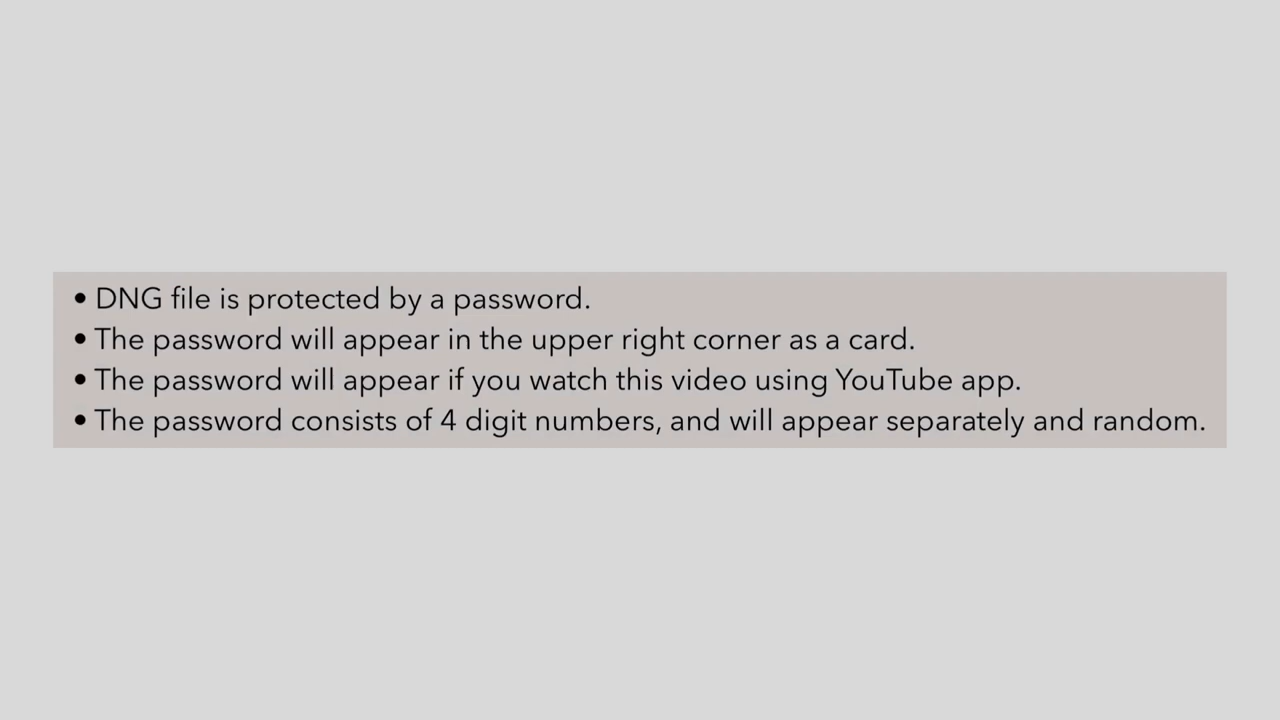 • DNG file is protected by a password.
• The password will appear in the upper right corner as a card.
• The password will appear if you watch this video using YouTube app.
• The password consists of 4 digit numbers, and will appear separately and random.